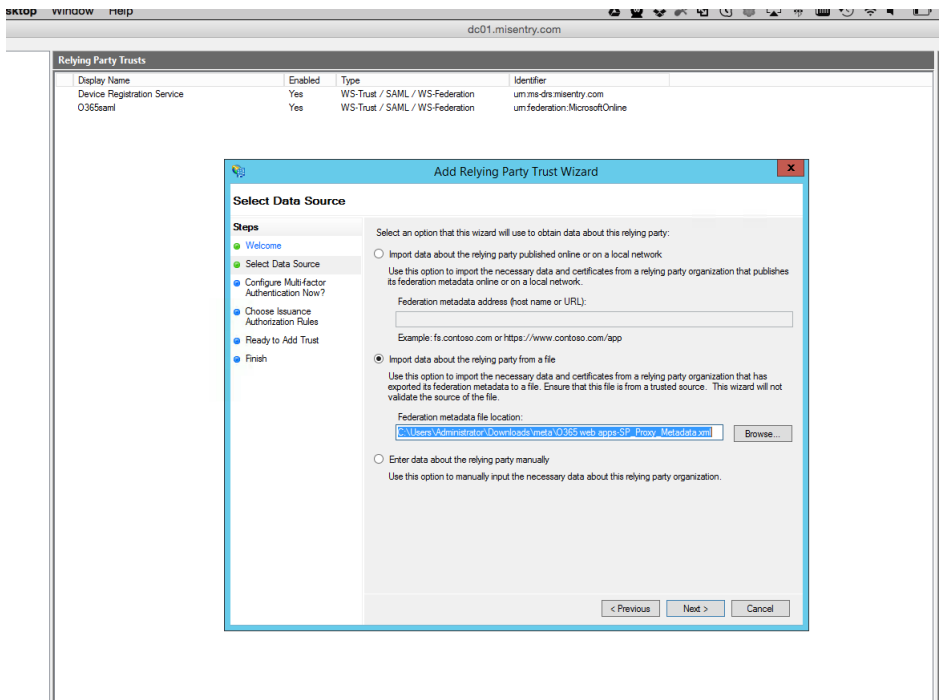 sktop Window Help
dc01.misentry.com
Relying Party Trusts
Display Name Enabled Type Identifier
Device Registration Service Yes WS-Trust / SAML / WS-Federation urn:ms-drs:misentry.com
O365saml Yes WS-Trust / SAML / WS-Federation urn:federation:MicrosoftOnline
Add Relying Party Trust Wizard
Select Data Source
Steps
Welcome
Select Data Source
Configure Multi-factor
Authentication Now?
Choose Issuance
Authorization Rules
Ready to Add Trust
Finish
Select an option that this wizard will use to obtain data about this relying party:
Import data about the relying party published online or on a local network
Use this option to import the necessary data and certificates from a relying party organization that publishes
its federation metadata online or on a local network.
Federation metadata address (host name or URL):
Example: fs.contoso.com or https://www.contoso.com/app
Import data about the relying party from a file
Use this option to import the necessary data and certificates from a relying party organization that has
exported its federation metadata to a file. Ensure that this file is from a trusted source. This wizard will not
validate the source of the file.
Federation metadata file location:
C:\Users\Administrator\Downloads\meta\O365 web apps-SP_Proxy_Metadata.xml
Browse...
Enter data about the relying party manually
Use this option to manually input the necessary data about this relying party organization.
< Previous Next > Cancel